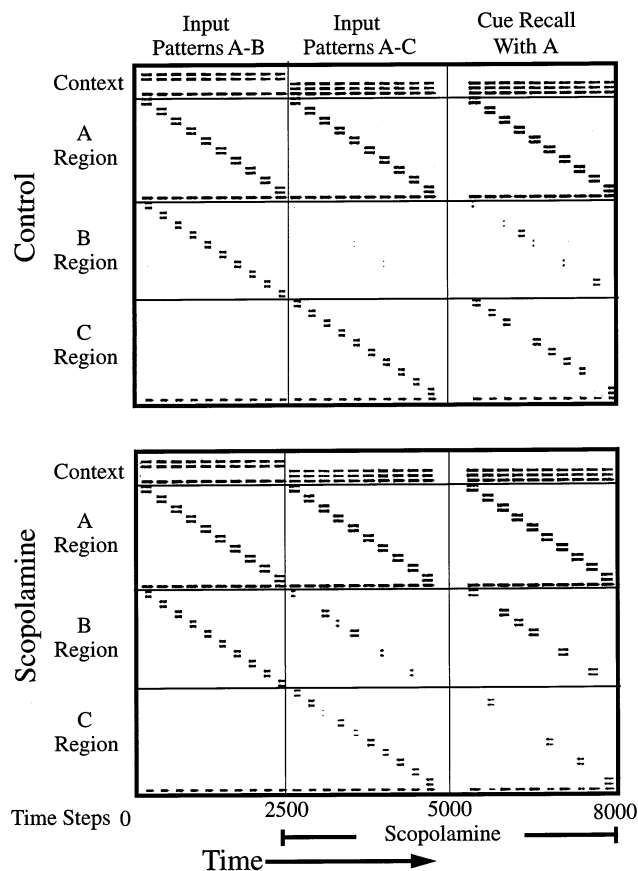 Input
Patterns A-B
Input
Patterns A-C
Cue Recall
With A
Control
Context
A
Region
B
Region
C
Region
Scopolamine
Context
A
Region
B
Region
C
Region
Time Steps 0 2500 5000 8000
Scopolamine
Time